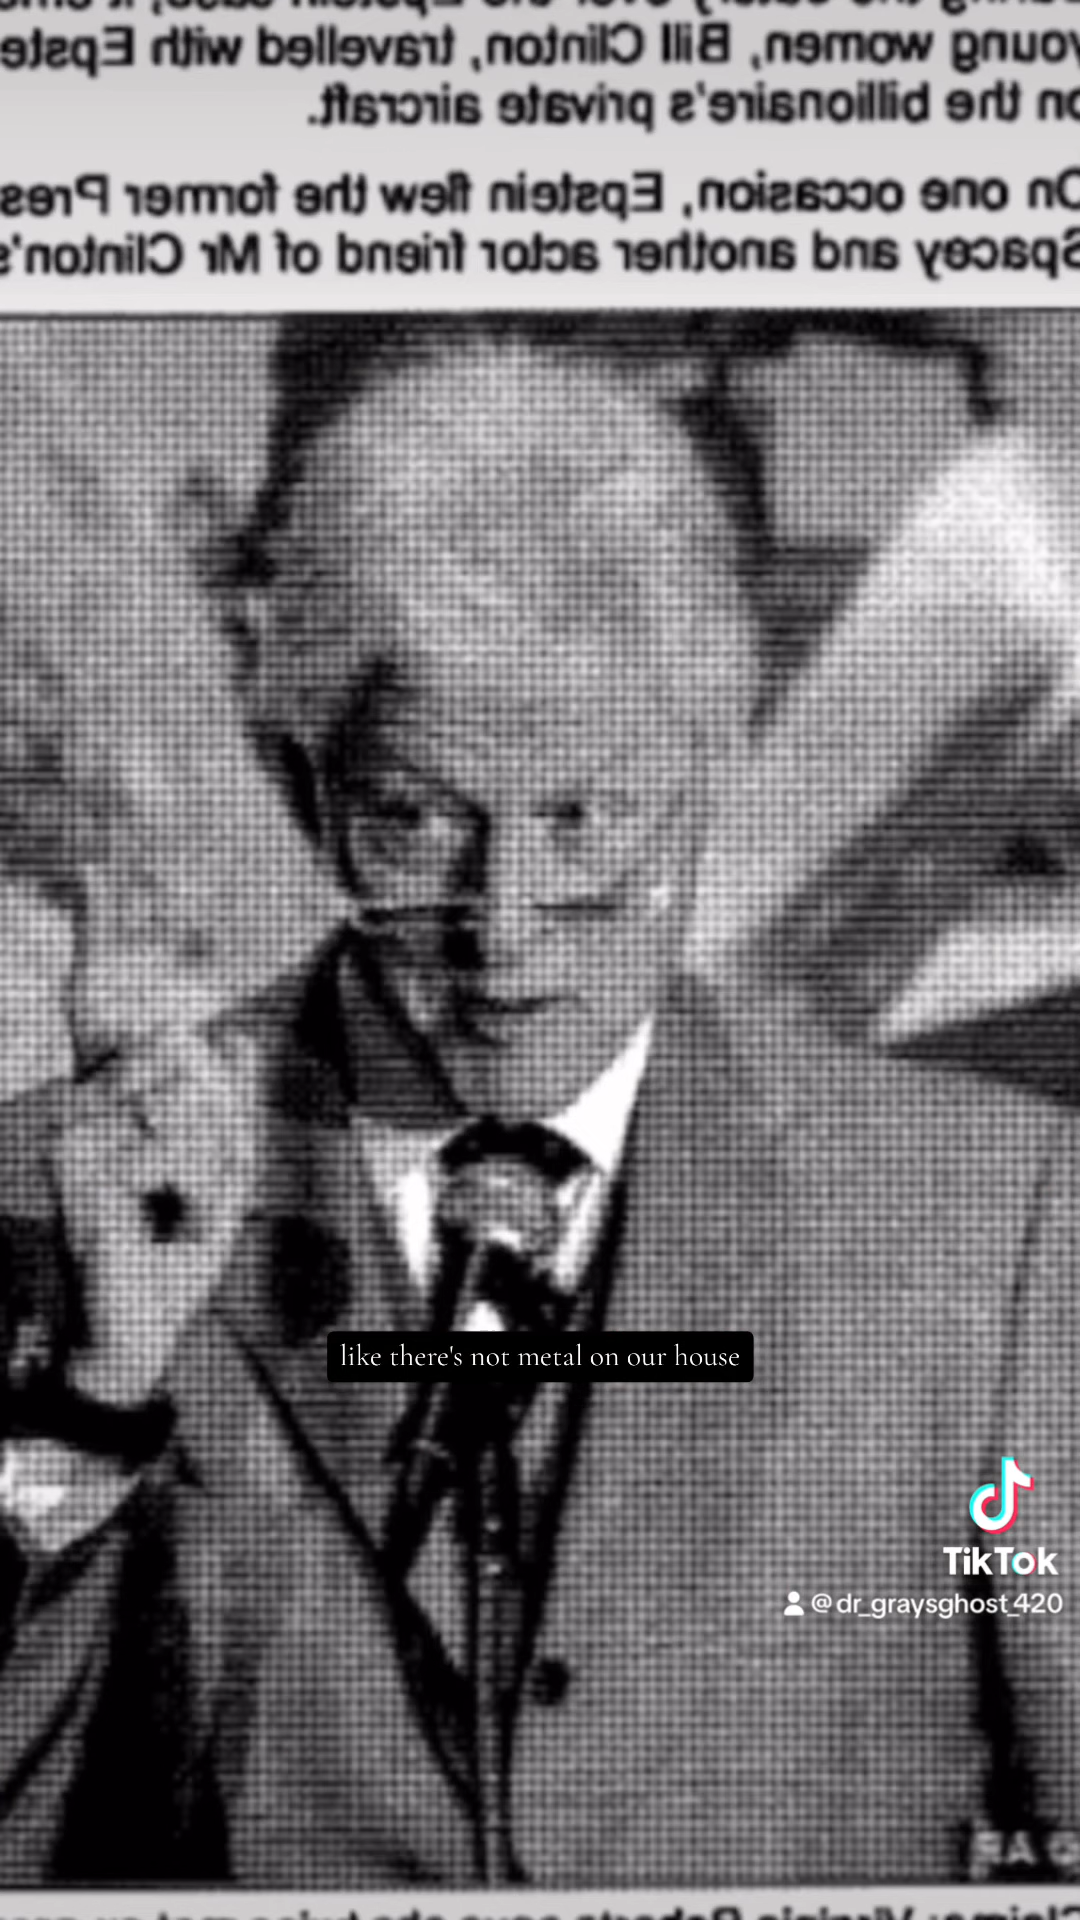 young women, Bill Clinton, travelled with Epste
on the billionaire's private aircraft.
On one occasion, Epstein flew the former Pres
Spacey and another actor friend of Mr Clinton's
like there's not metal on our house
TikTok
@dr_graysghost_420